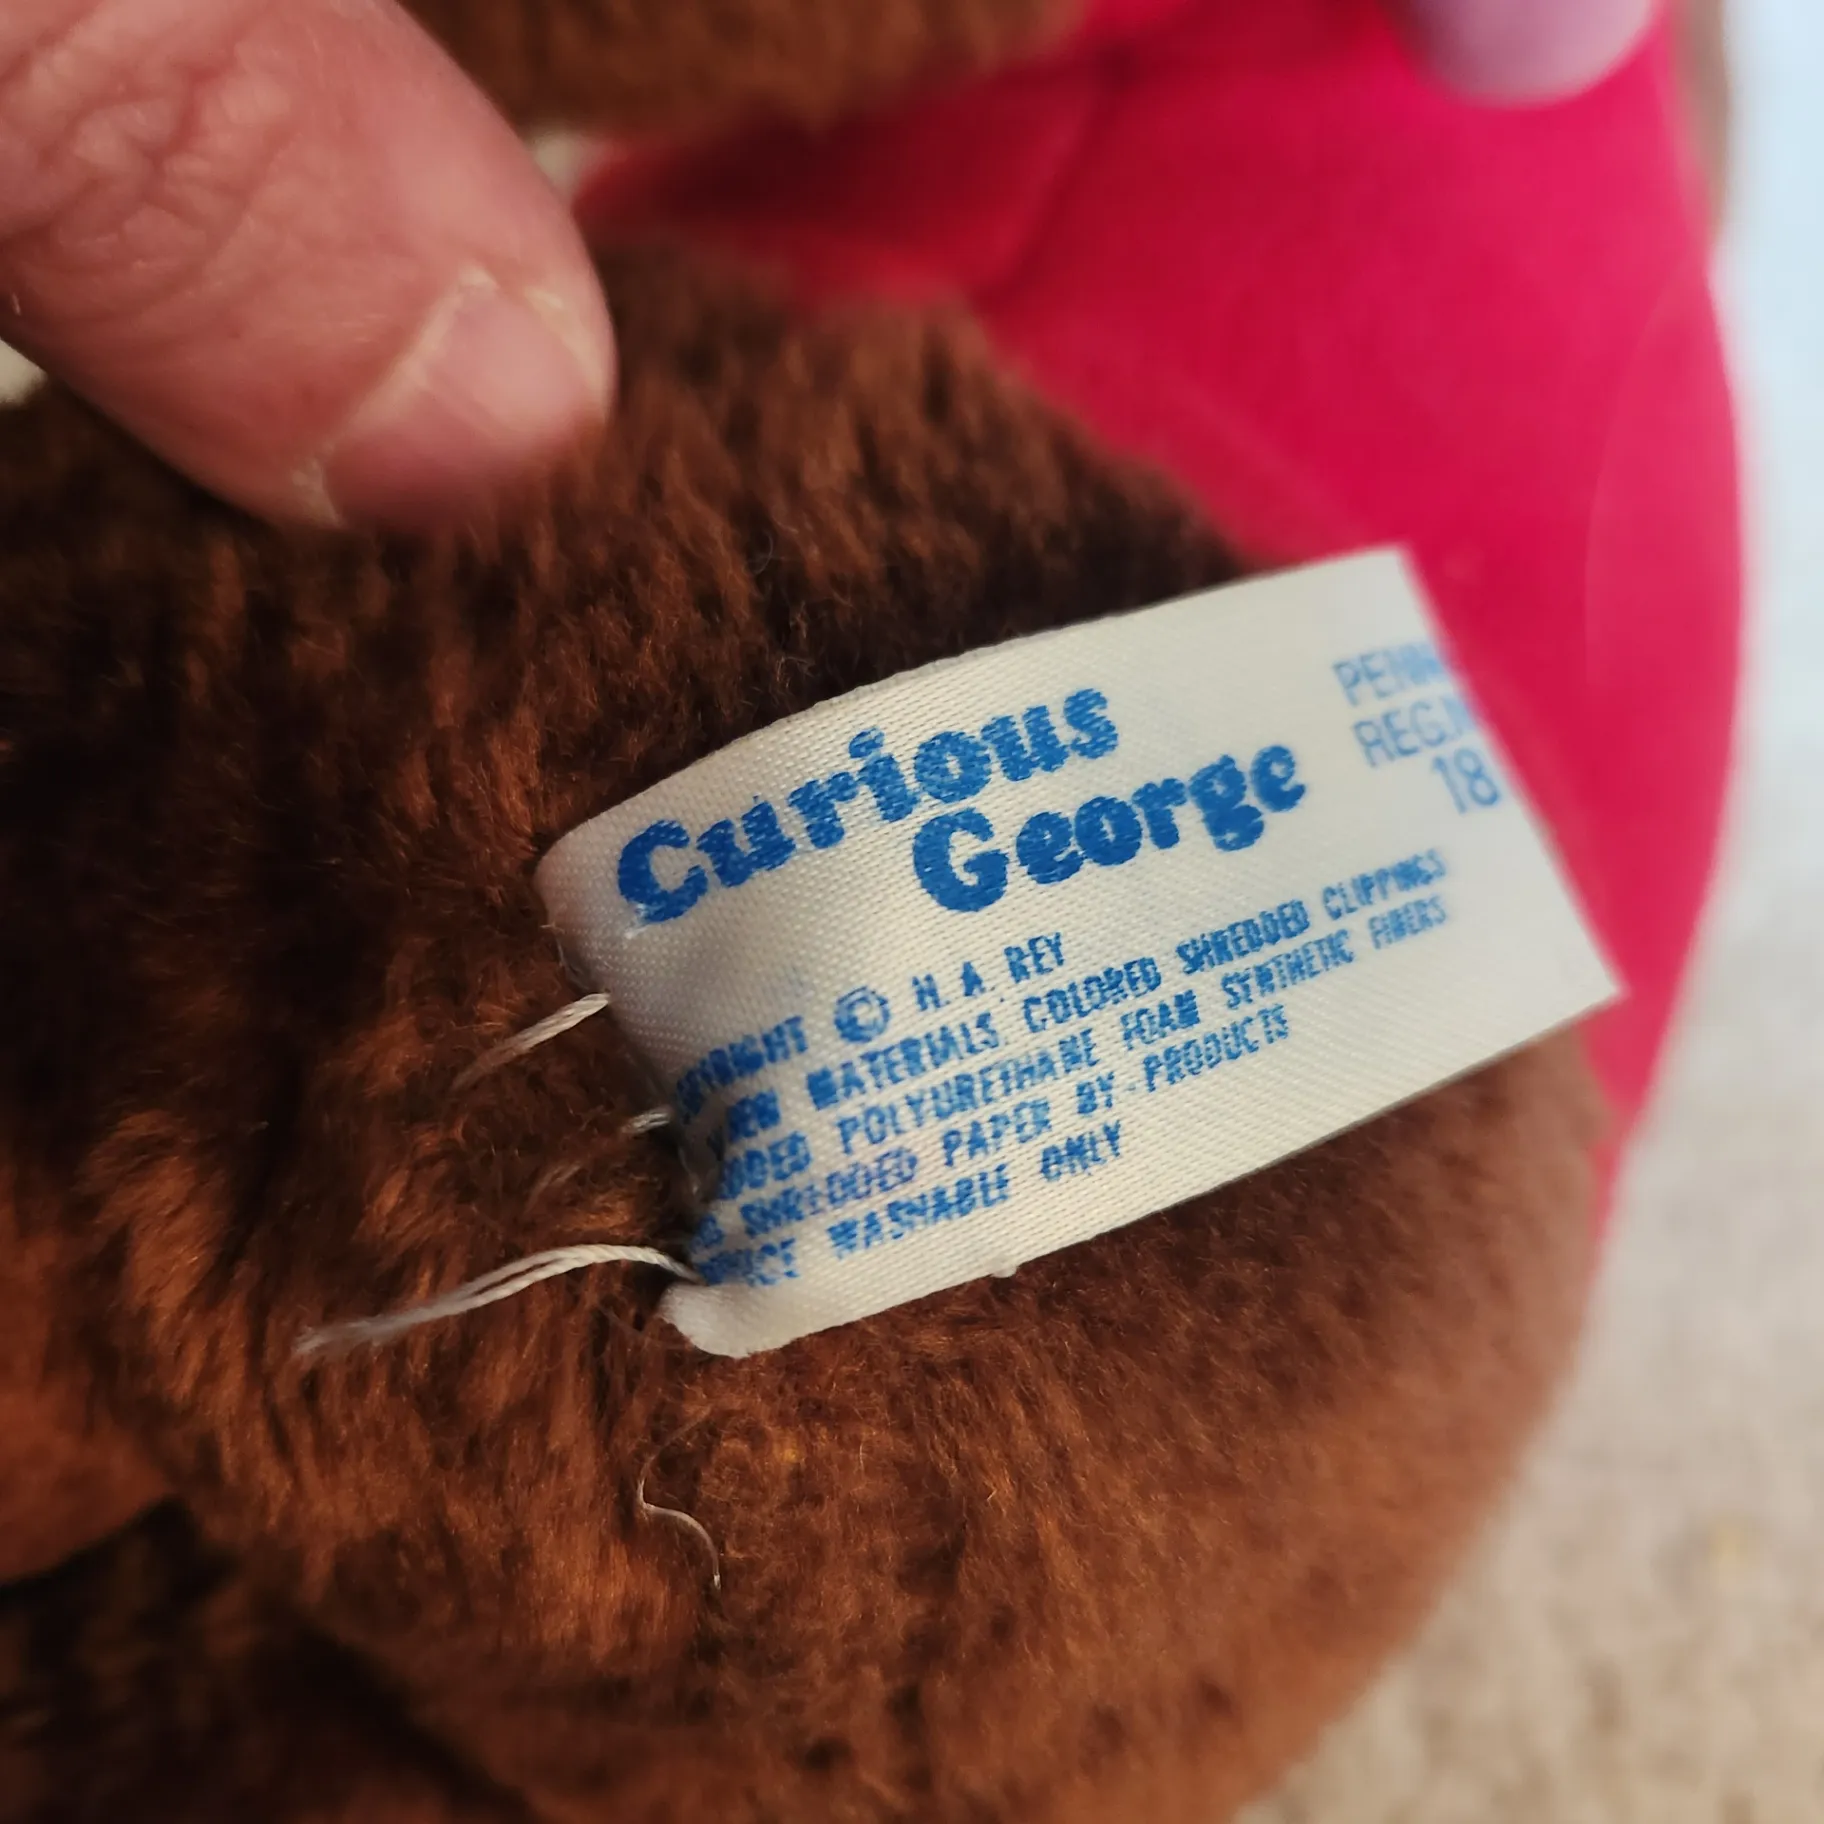 Curious
George
PENN
REG.N
18
© H. A. REY
NEW MATERIALS COLORED SHREDDED CLIPPINGS
POLYURETHANE FOAM SYNTHETIC FIBERS
SHREDDED PAPER BY-PRODUCTS
WASHABLE ONLY